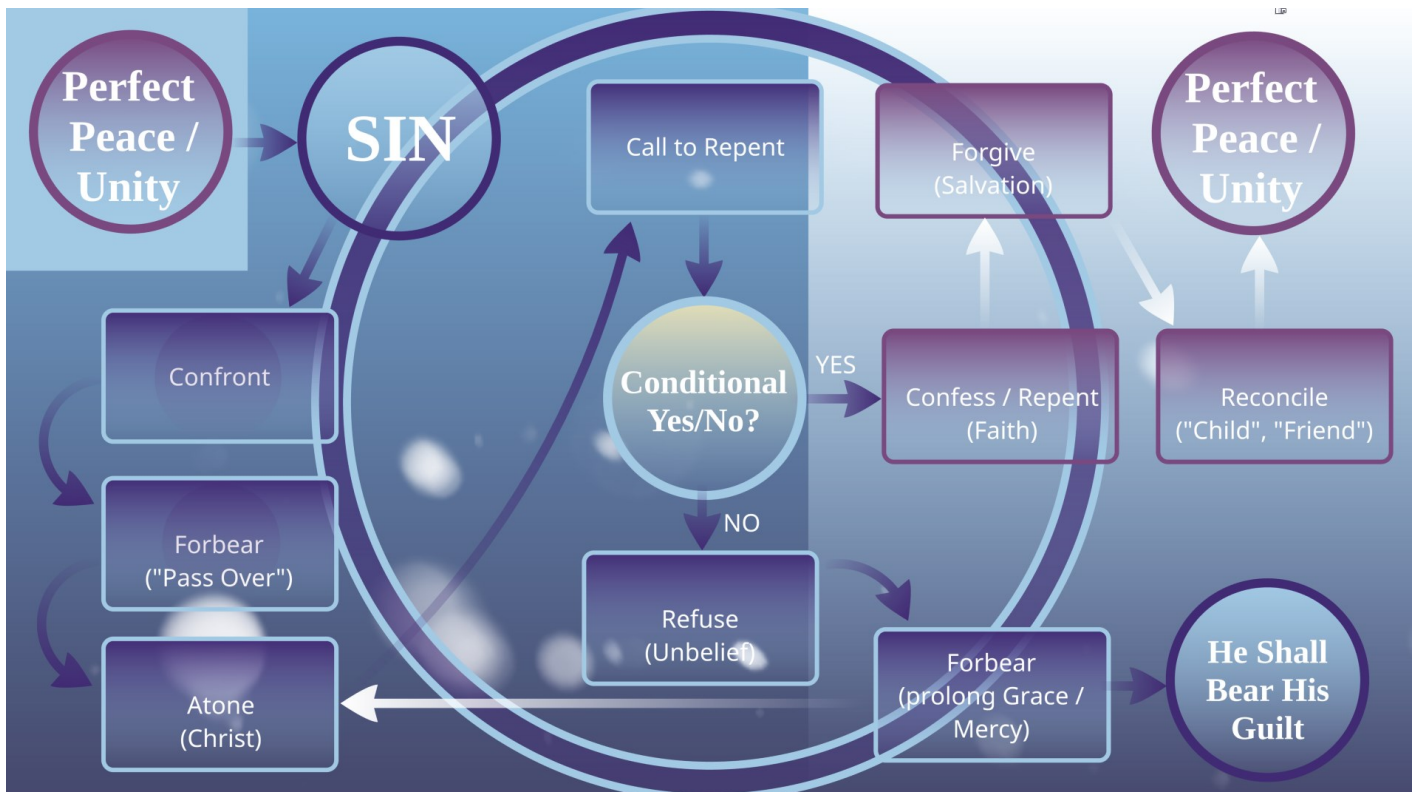 Perfect
Peace /
Unity
SIN
Call to Repent
Forgive
(Salvation)
Perfect
Peace /
Unity
Confront
Conditional
Yes/No?
YES
Confess / Repent
(Faith)
Reconcile
("Child", "Friend")
Forbear
("Pass Over")
NO
Refuse
(Unbelief)
Forbear
(prolong Grace /
Mercy)
He Shall
Bear His
Guilt
Atone
(Christ)